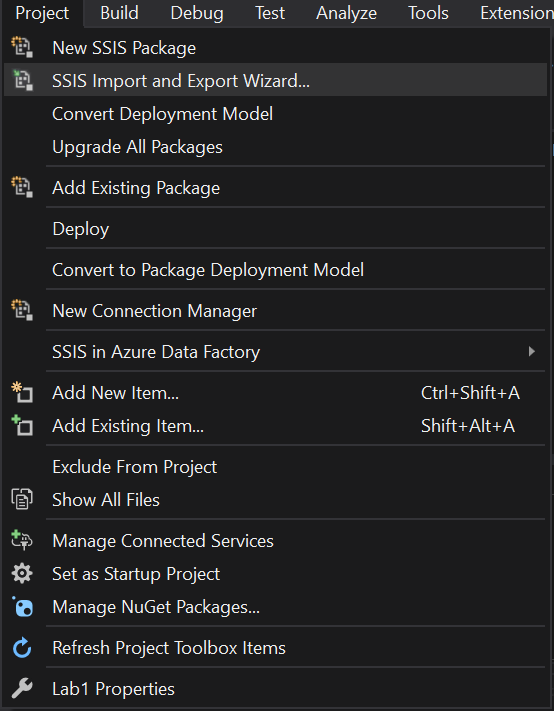 Project Build Debug Test Analyze Tools Extension
New SSIS Package
SSIS Import and Export Wizard...
Convert Deployment Model
Upgrade All Packages
Add Existing Package
Deploy
Convert to Package Deployment Model
New Connection Manager
SSIS in Azure Data Factory
Add New Item... Ctrl+Shift+A
Add Existing Item... Shift+Alt+A
Exclude From Project
Show All Files
Manage Connected Services
Set as Startup Project
Manage NuGet Packages...
Refresh Project Toolbox Items
Lab1 Properties